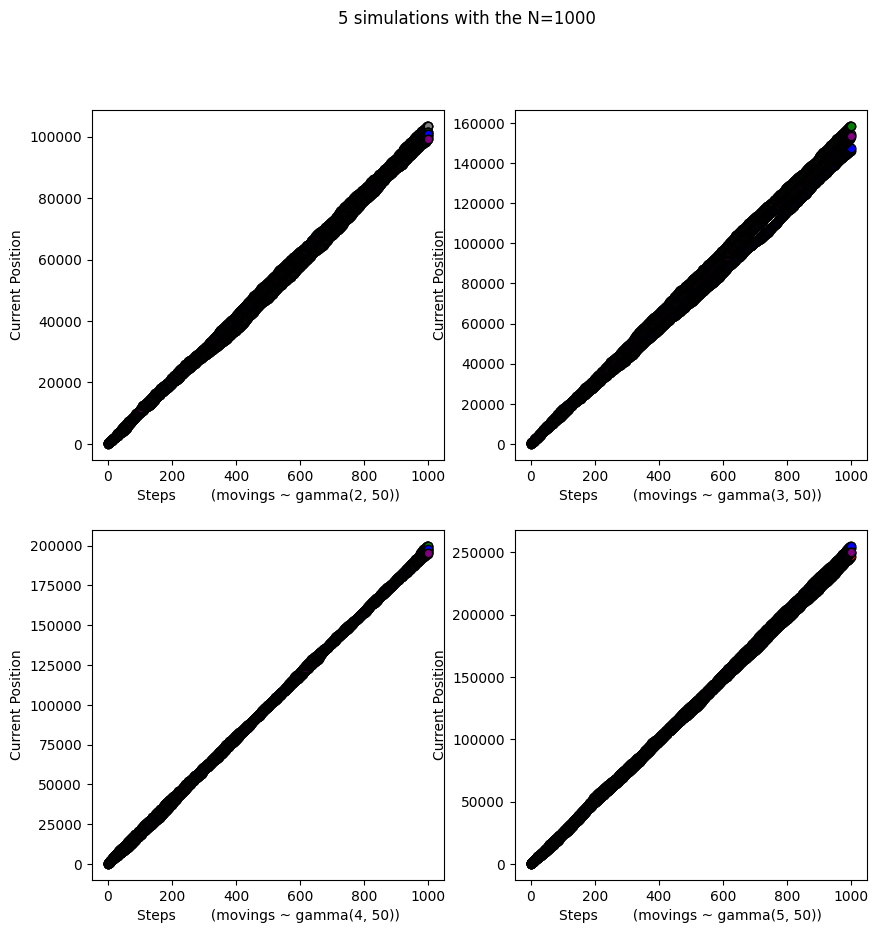 5 simulations with the N=1000
100000
80000
60000
40000
20000
0
Current Position
0 200 400 600 800 1000
Steps (movings ~ gamma(2, 50))
160000
140000
120000
100000
80000
60000
40000
20000
0
Current Position
0 200 400 600 800 1000
Steps (movings ~ gamma(3, 50))
200000
175000
150000
125000
100000
75000
50000
25000
0
Current Position
0 200 400 600 800 1000
Steps (movings ~ gamma(4, 50))
250000
200000
150000
100000
50000
0
Current Position
0 200 400 600 800 1000
Steps (movings ~ gamma(5, 50))